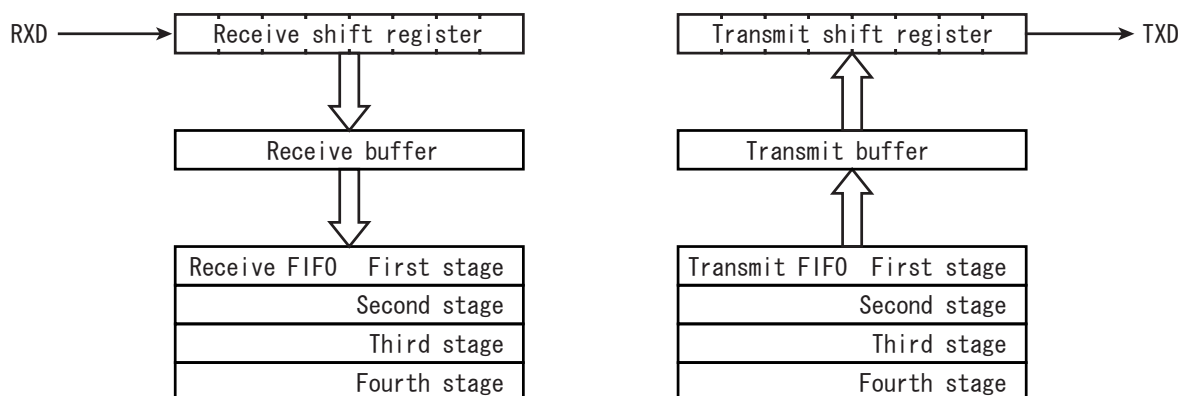 RXD Receive shift register
Receive buffer
Receive FIFO First stage
Second stage
Third stage
Fourth stage
Transmit shift register TXD
Transmit buffer
Transmit FIFO First stage
Second stage
Third stage
Fourth stage